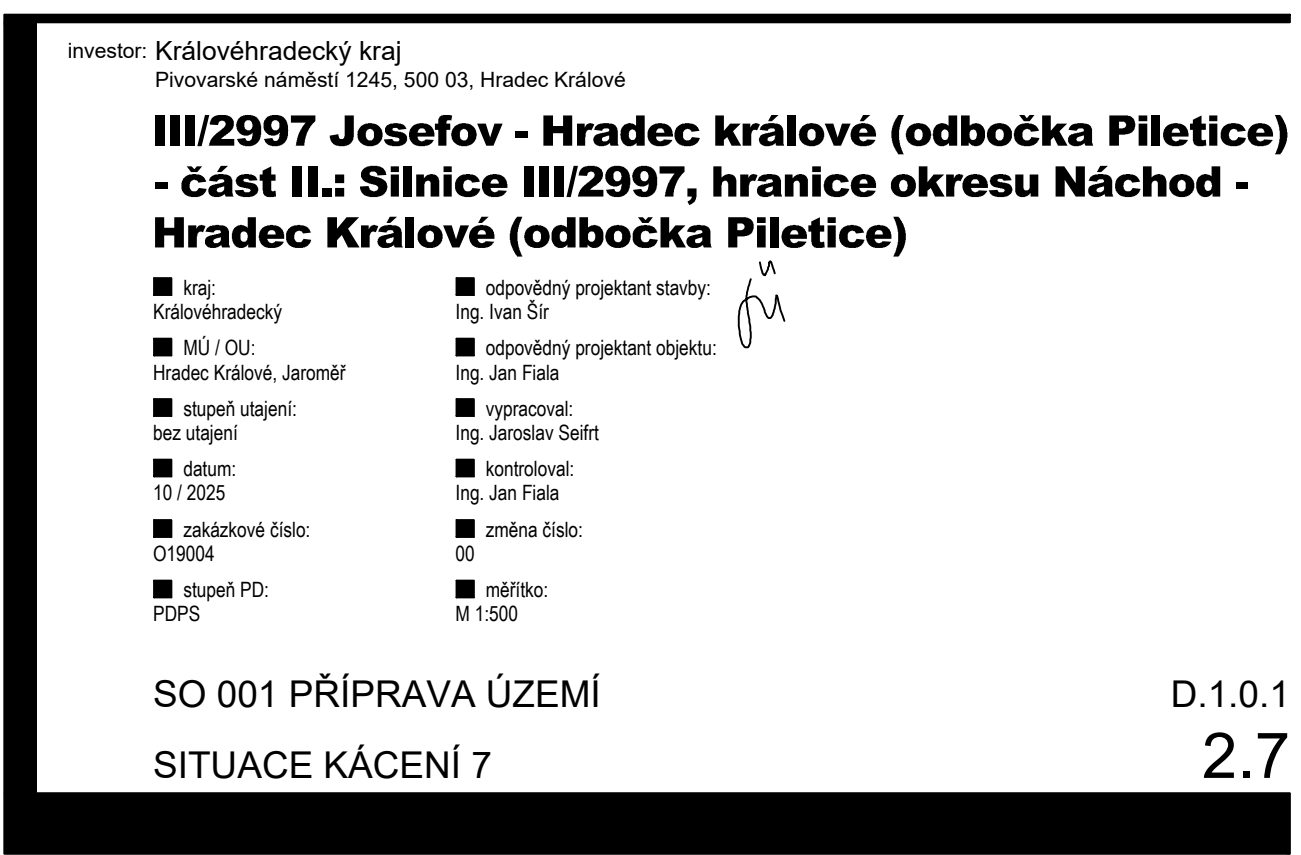 investor: Královéhradecký kraj
Pivovarské náměstí 1245, 500 03, Hradec Králové
III/2997 Josefov - Hradec králové (odbočka Piletice)
- část II.: Silnice III/2997, hranice okresu Náchod -
Hradec Králové (odbočka Piletice)
kraj:
Královéhradecký
MÚ / OU:
Hradec Králové, Jaroměř
stupeň utajení:
bez utajení
datum:
10 / 2025
zakázkové číslo:
O19004
stupeň PD:
PDPS
odpovědný projektant stavby:
Ing. Ivan Šír
odpovědný projektant objektu:
Ing. Jan Fiala
vypracoval:
Ing. Jaroslav Seifrt
kontroloval:
Ing. Jan Fiala
změna číslo:
00
měřítko:
M 1:500
SO 001 PŘÍPRAVA ÚZEMÍ D.1.0.1
SITUACE KÁCENÍ 7 2.7